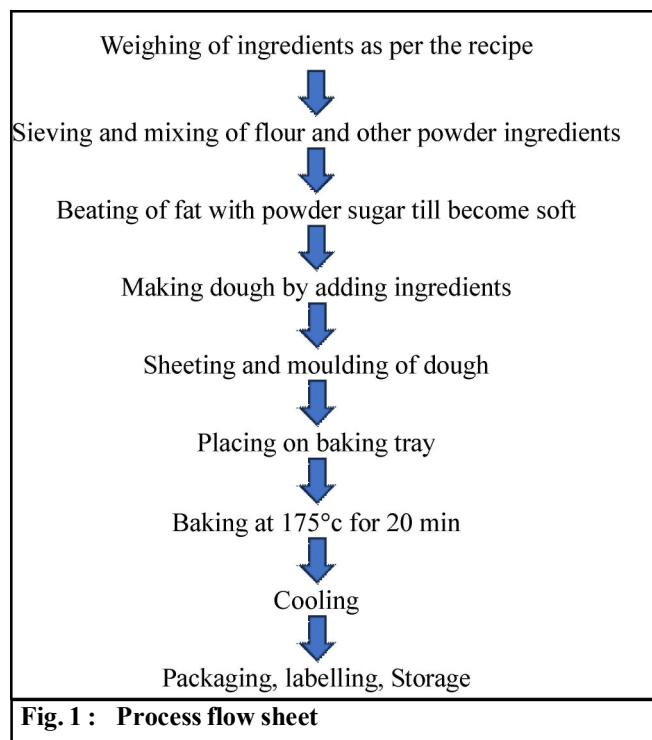 Weighing of ingredients as per the recipe
Sieving and mixing of flour and other powder ingredients
Beating of fat with powder sugar till become soft
Making dough by adding ingredients
Sheeting and moulding of dough
Placing on baking tray
Baking at 175°c for 20 min
Cooling
Packaging, labelling, Storage
Fig. 1 : Process flow sheet